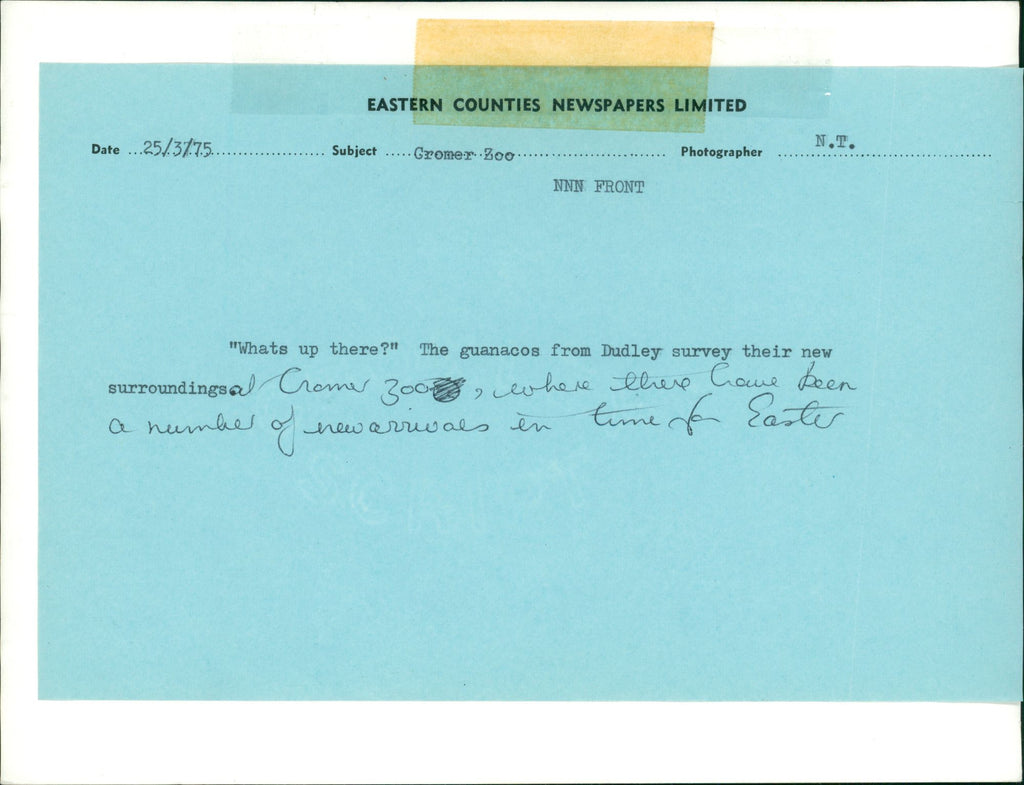 EASTERN COUNTIES NEWSPAPERS LIMITED
Date 25/3/75 Subject Cromer Zoo Photographer N.T.
NNN FRONT
"Whats up there?" The guanacos from Dudley survey their new
surroundings at Cromer Zoo, where there have been
a number of new arrivals in time for Easter